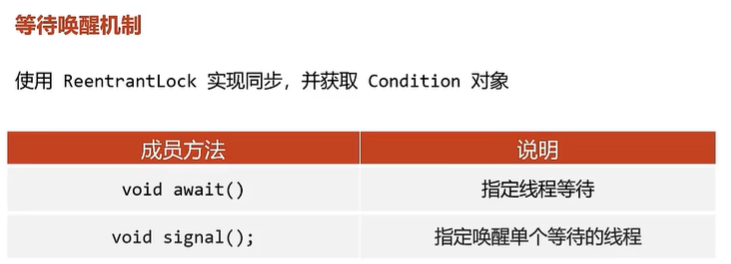 等待唤醒机制
使用 ReentrantLock 实现同步，并获取 Condition 对象
成员方法 说明
void await() 指定线程等待
void signal(); 指定唤醒单个等待的线程